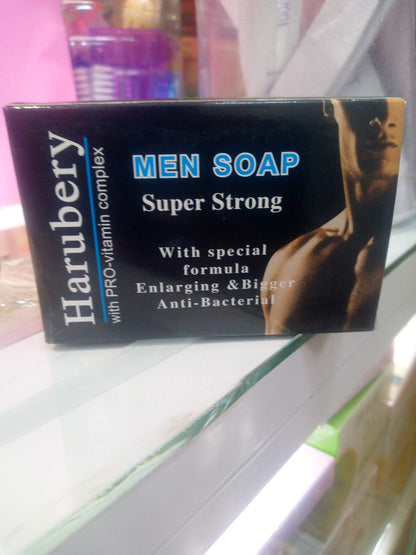 Harubery
with PRO-vitamin complex
MEN SOAP
Super Strong
With special
formula
Enlarging &Bigger
Anti-Bacterial